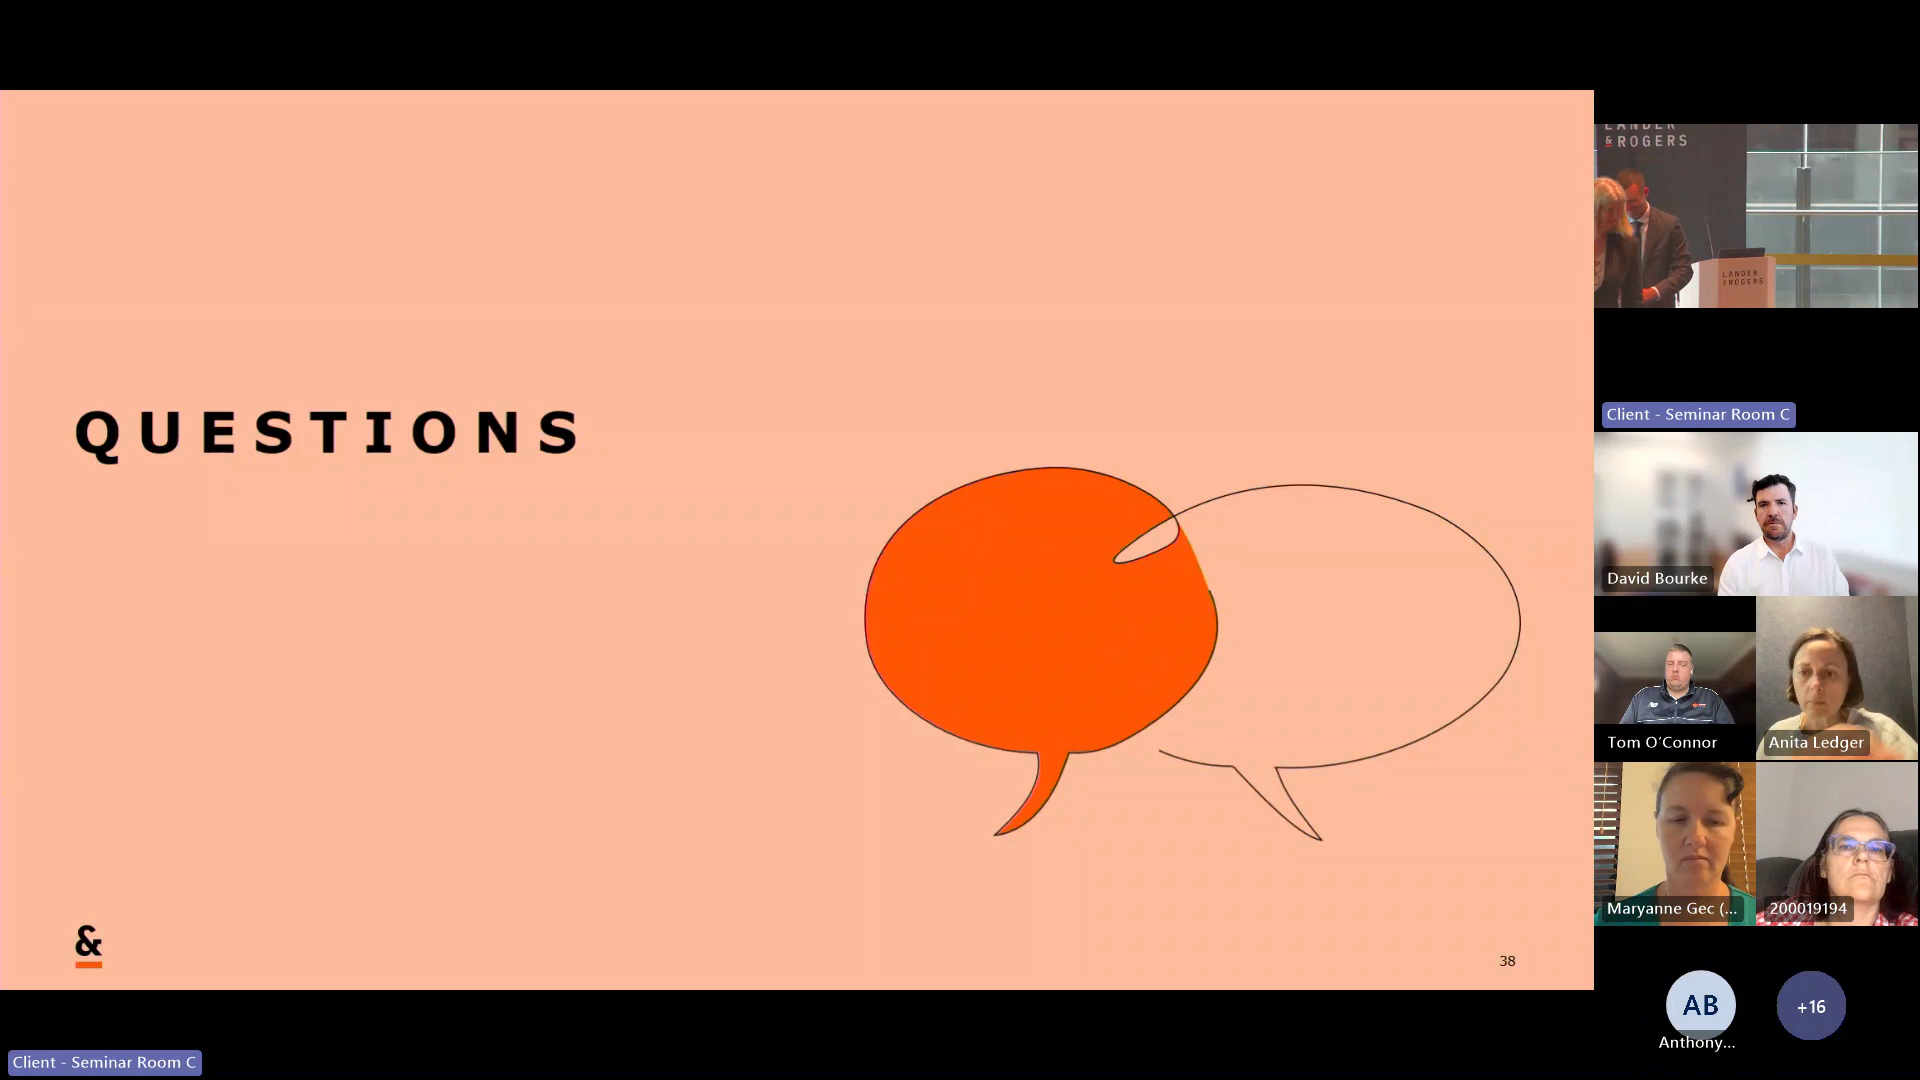 QUESTIONS
&
38
Client - Seminar Room C
LANDER
& ROGERS
LANDER
& ROGERS
Client - Seminar Room C
David Bourke
Tom O’Connor
Anita Ledger
Maryanne Gec (...
200019194
AB
Anthony...
+16